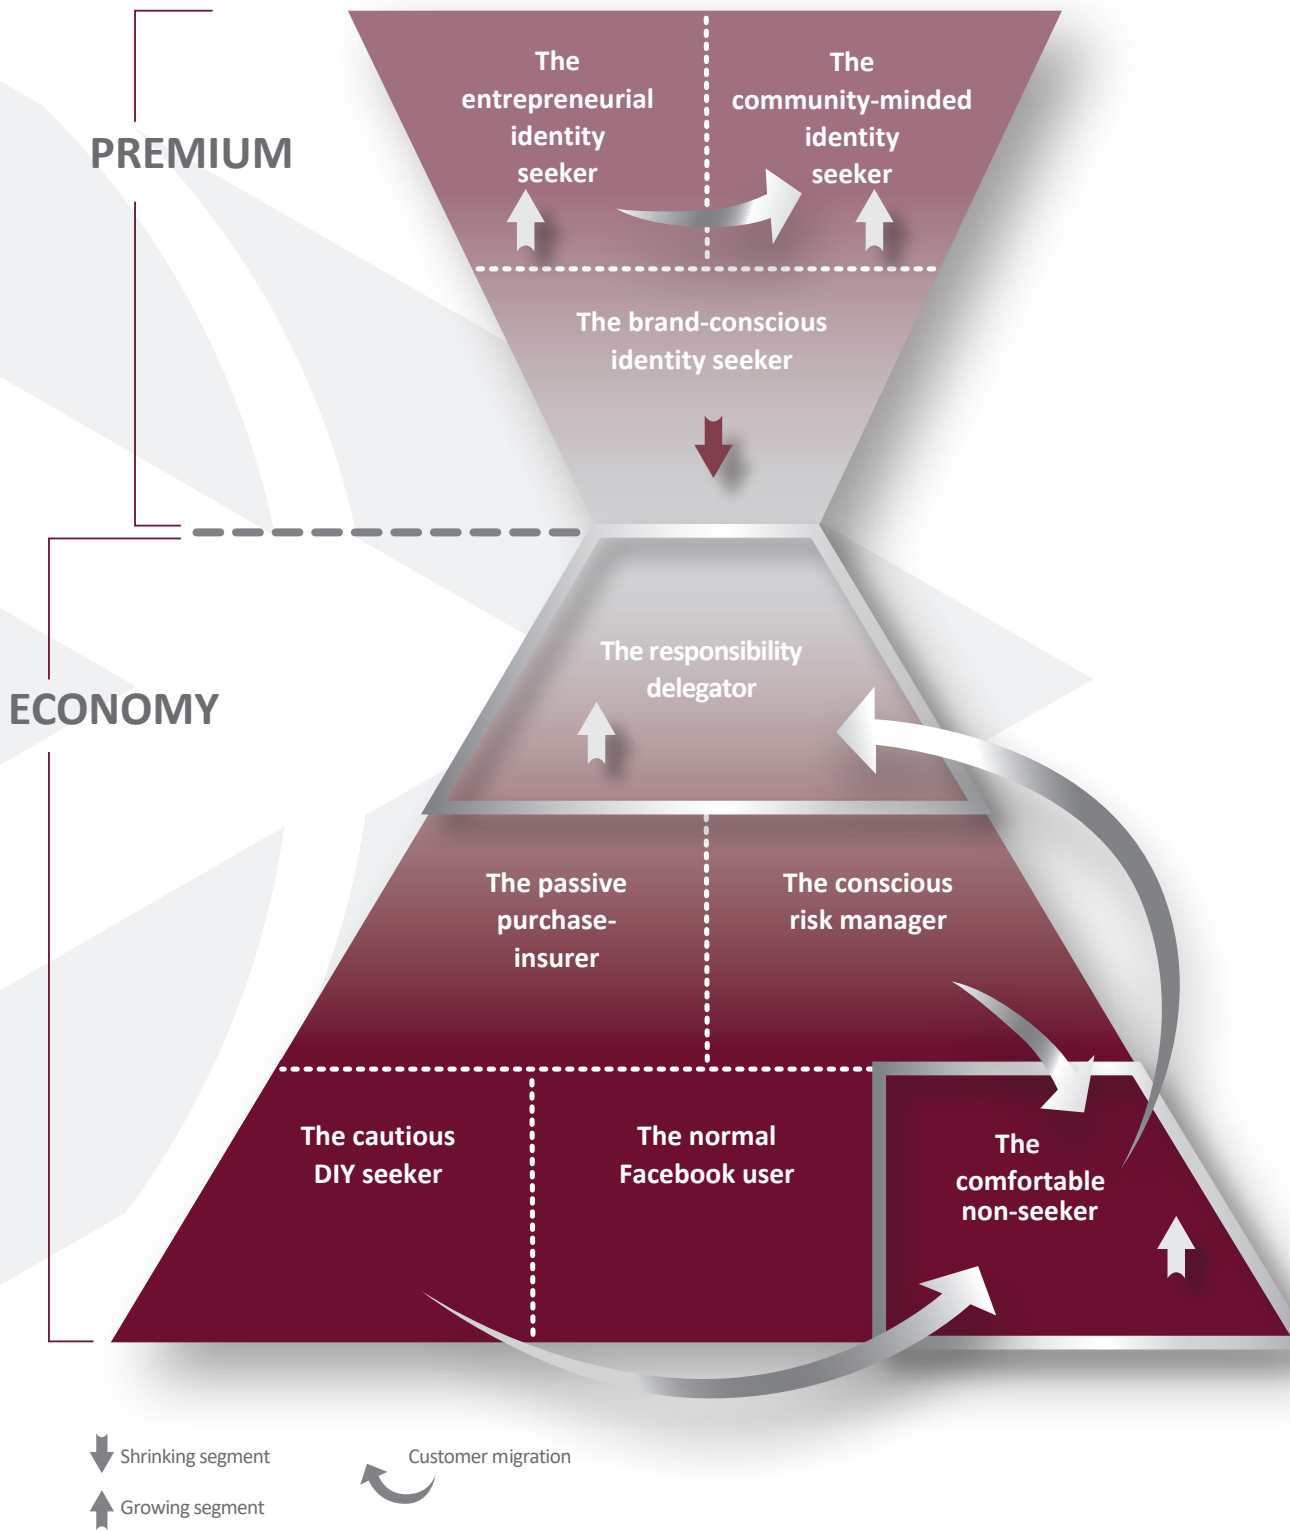 PREMIUM
The
entrepreneurial
identity
seeker
The
community-minded
identity
seeker
The brand-conscious
identity seeker
ECONOMY
The responsibility
delegator
The passive
purchase-
insurer
The conscious
risk manager
The cautious
DIY seeker
The normal
Facebook user
The
comfortable
non-seeker
Shrinking segment
Customer migration
Growing segment